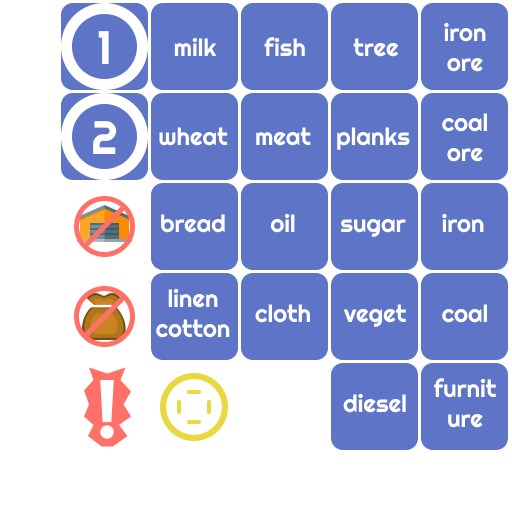 1
milk
fish
tree
iron
ore
2
wheat
meat
planks
coal
ore
bread
oil
sugar
iron
linen
cotton
cloth
veget
coal
!
diesel
furnit
ure